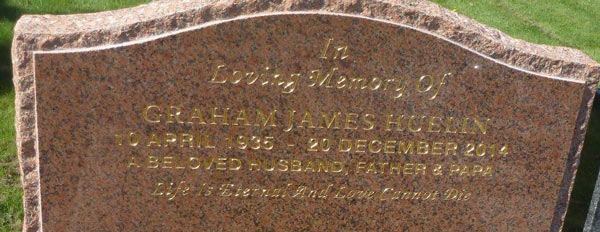 In
Loving Memory Of
GRAHAM JAMES HUELIN
10 APRIL 1935 - 20 DECEMBER 2014
A BELOVED HUSBAND, FATHER & PAPA
Life Is Eternal And Love Cannot Die